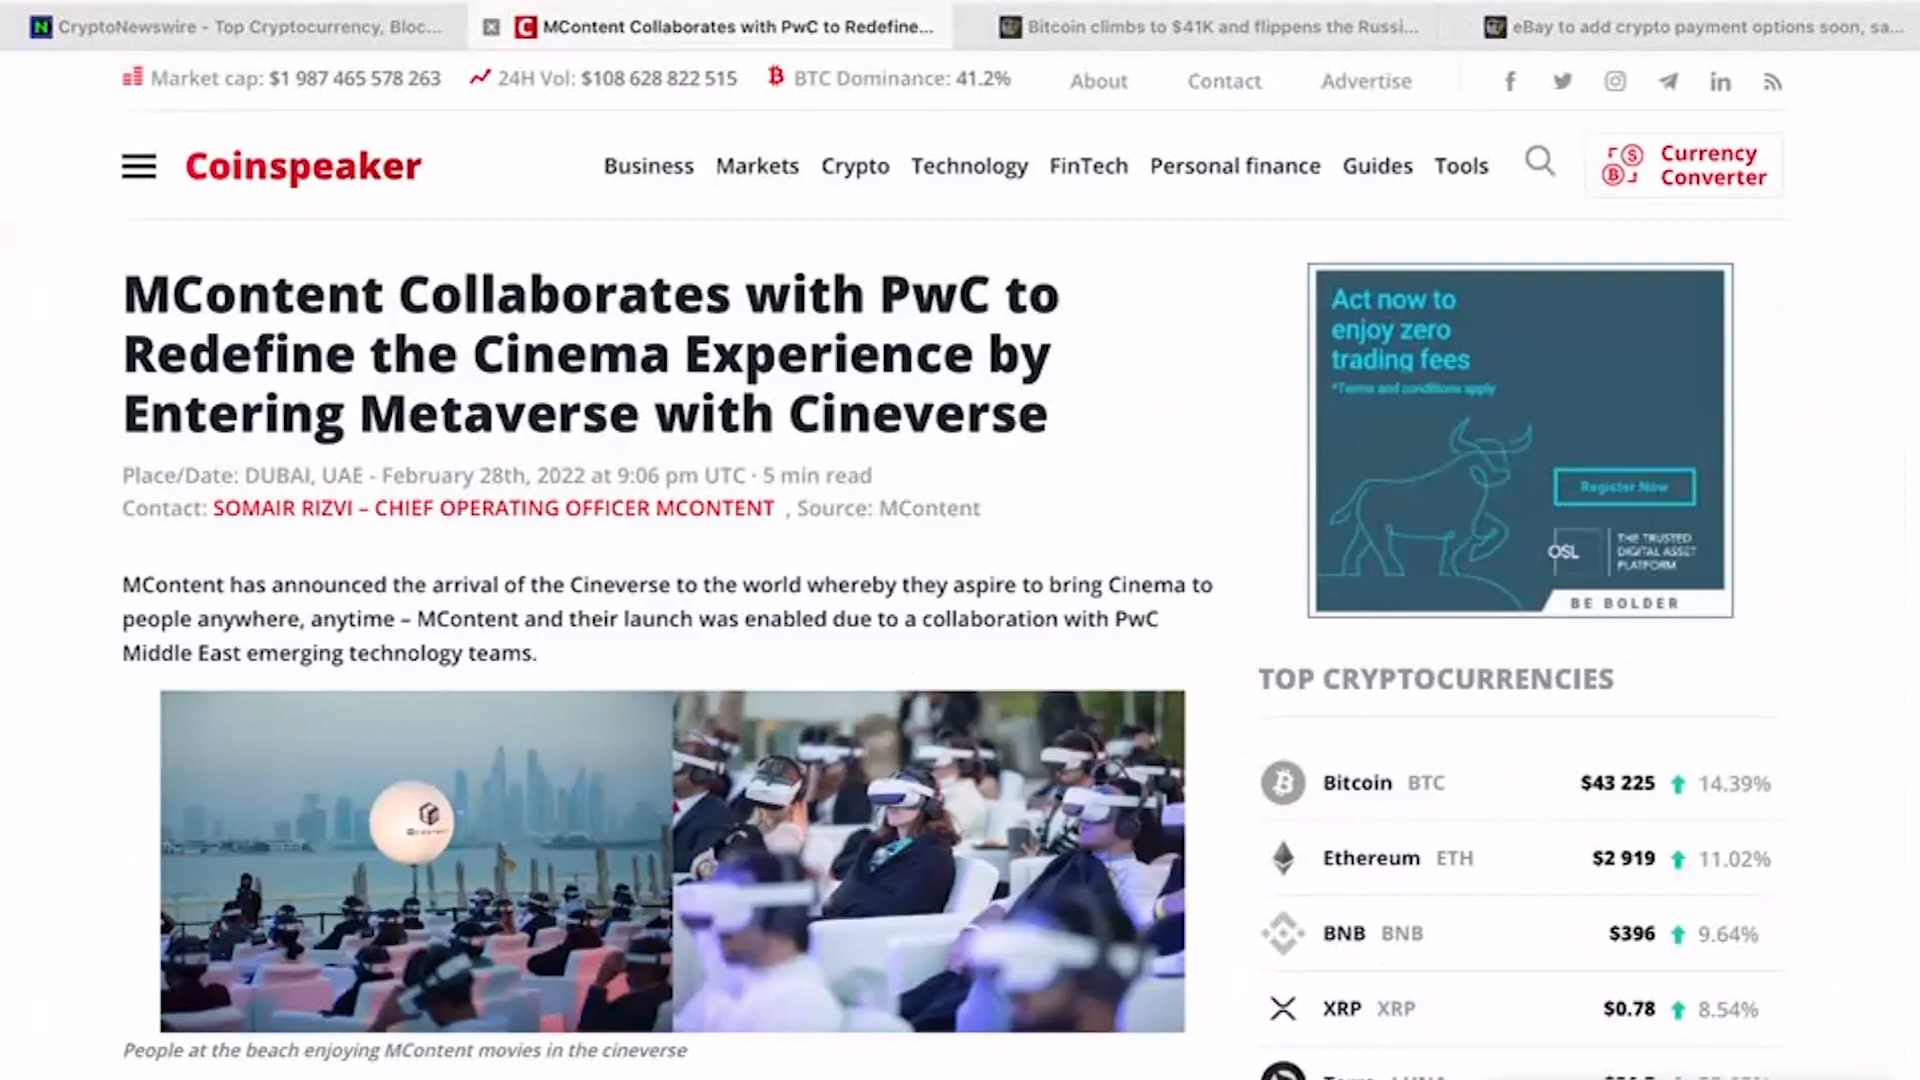 CryptoNewswire - Top Cryptocurrency, Bloc...
MContent Collaborates with PwC to Redefine...
Bitcoin climbs to $41K and flippens the Russi...
eBay to add crypto payment options soon, sa...
Market cap: $1 987 465 578 263
24H Vol: $108 628 822 515
BTC Dominance: 41.2%
About
Contact
Advertise
Coinspeaker
Business
Markets
Crypto
Technology
FinTech
Personal finance
Guides
Tools
Currency
Converter
MContent Collaborates with PwC to
Redefine the Cinema Experience by
Entering Metaverse with Cineverse
Place/Date: DUBAI, UAE - February 28th, 2022 at 9:06 pm UTC · 5 min read
Contact: SOMAIR RIZVI – CHIEF OPERATING OFFICER MCONTENT , Source: MContent
MContent has announced the arrival of the Cineverse to the world whereby they aspire to bring Cinema to
people anywhere, anytime – MContent and their launch was enabled due to a collaboration with PwC
Middle East emerging technology teams.
People at the beach enjoying MContent movies in the cineverse
Act now to
enjoy zero
trading fees
*Terms and conditions apply
Register Now
OSL
THE TRUSTED
DIGITAL ASSET
PLATFORM
BE BOLDER
TOP CRYPTOCURRENCIES
Bitcoin BTC $43 225 14.39%
Ethereum ETH $2 919 11.02%
BNB BNB $396 9.64%
XRP XRP $0.78 8.54%